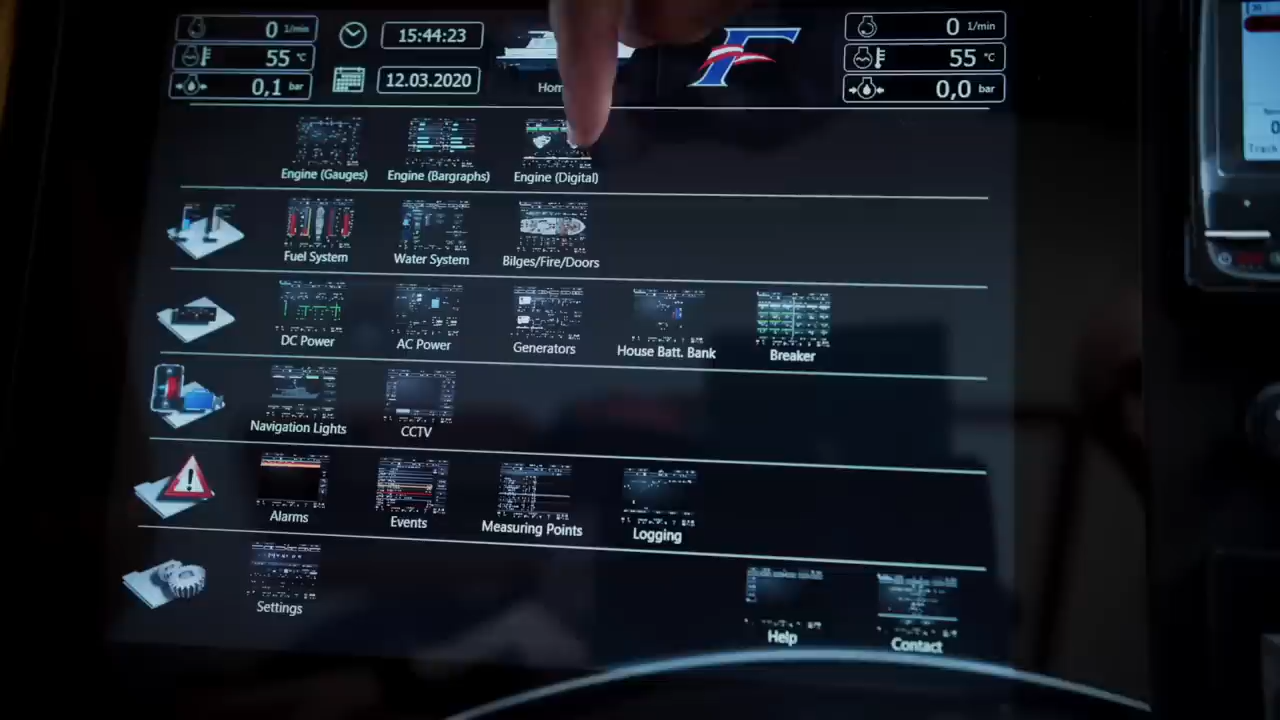 0 1/min
15:44:23
0 1/min
55 °C
55 °C
0,1 bar
12.03.2020
0,0 bar
Engine (Gauges) Engine (Bargraphs) Engine (Digital)
Fuel System Water System Bilges/Fire/Doors
DC Power AC Power Generators House Batt. Bank Breaker
Navigation Lights CCTV
Alarms Events Measuring Points Logging
Settings
Help Contact
Track